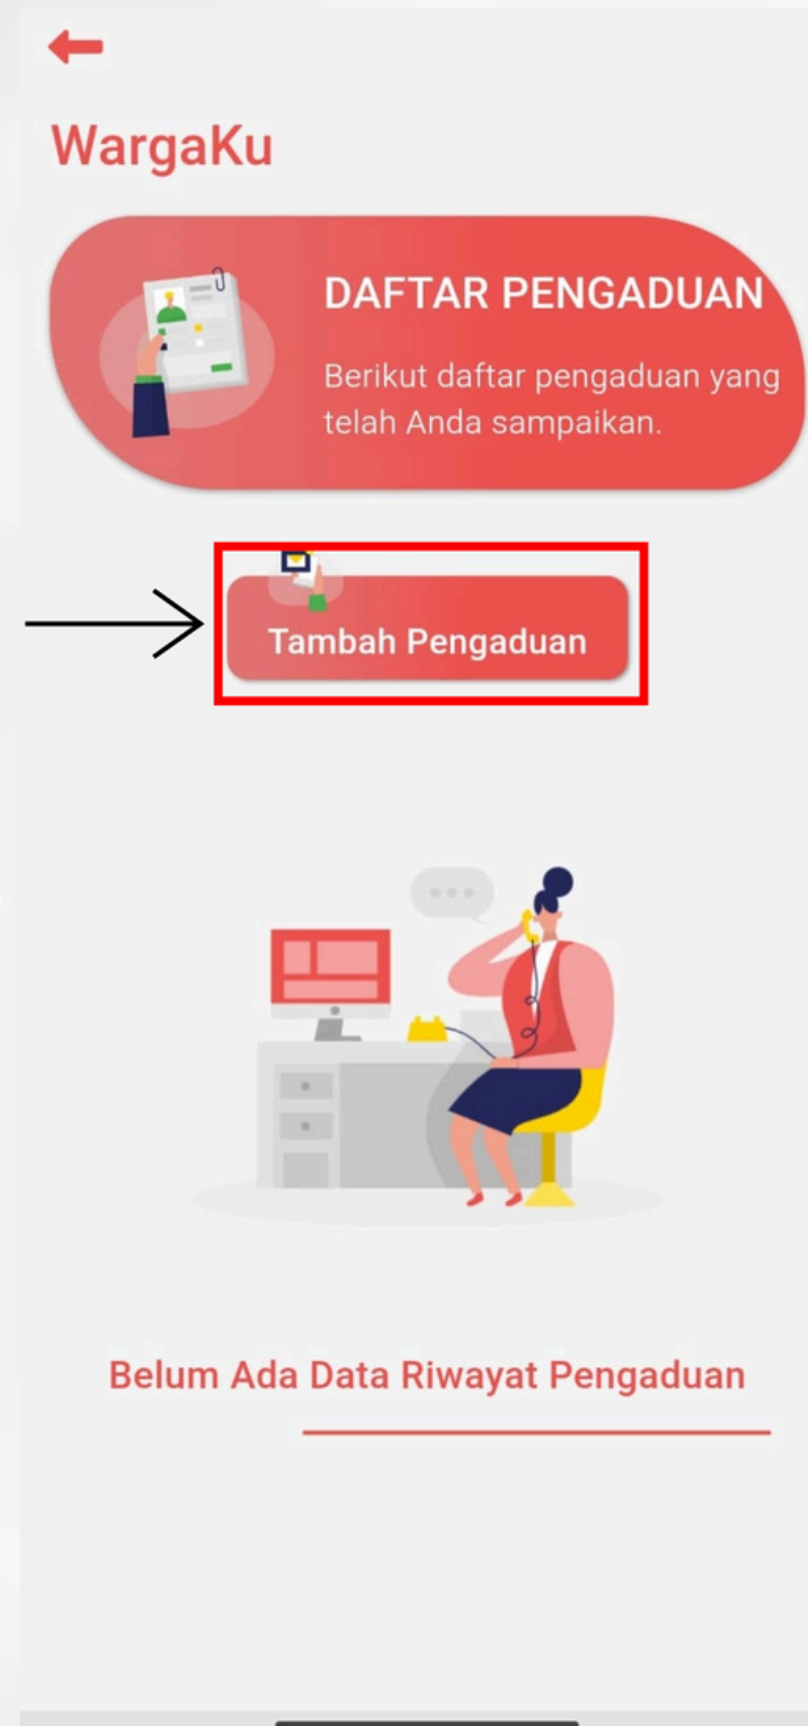 WargaKu
DAFTAR PENGADUAN
Berikut daftar pengaduan yang
telah Anda sampaikan.
Tambah Pengaduan
Belum Ada Data Riwayat Pengaduan